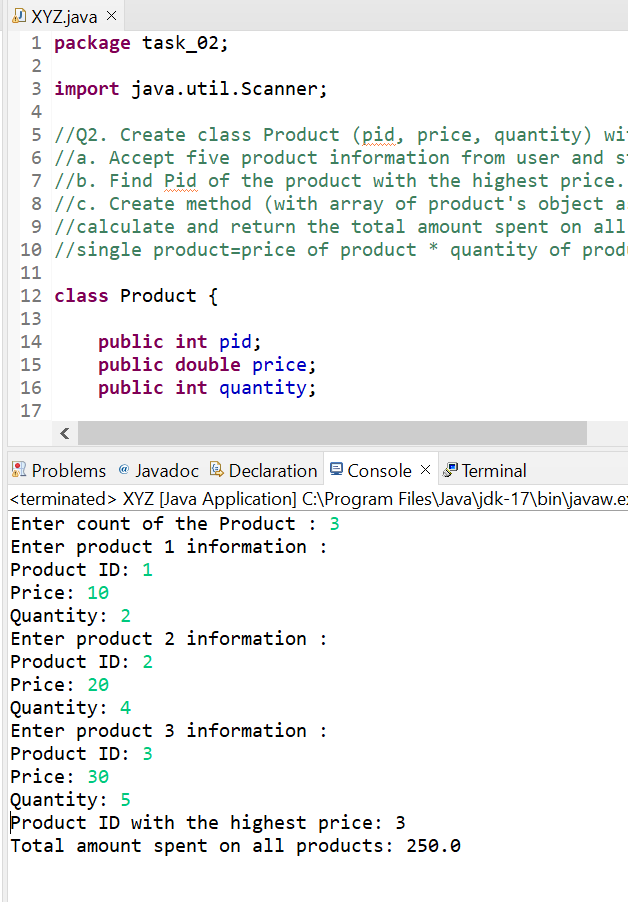 XYZ.java
1 package task_02;
2
3 import java.util.Scanner;
4
5 //Q2. Create class Product (pid, price, quantity) wi
6 //a. Accept five product information from user and s
7 //b. Find Pid of the product with the highest price.
8 //c. Create method (with array of product's object a
9 //calculate and return the total amount spent on all
10 //single product=price of product * quantity of prod
11
12 class Product {
13
14 public int pid;
15 public double price;
16 public int quantity;
17
Problems @ Javadoc Declaration Console Terminal
<terminated> XYZ [Java Application] C:\Program Files\Java\jdk-17\bin\javaw.ex
Enter count of the Product : 3
Enter product 1 information :
Product ID: 1
Price: 10
Quantity: 2
Enter product 2 information :
Product ID: 2
Price: 20
Quantity: 4
Enter product 3 information :
Product ID: 3
Price: 30
Quantity: 5
Product ID with the highest price: 3
Total amount spent on all products: 250.0